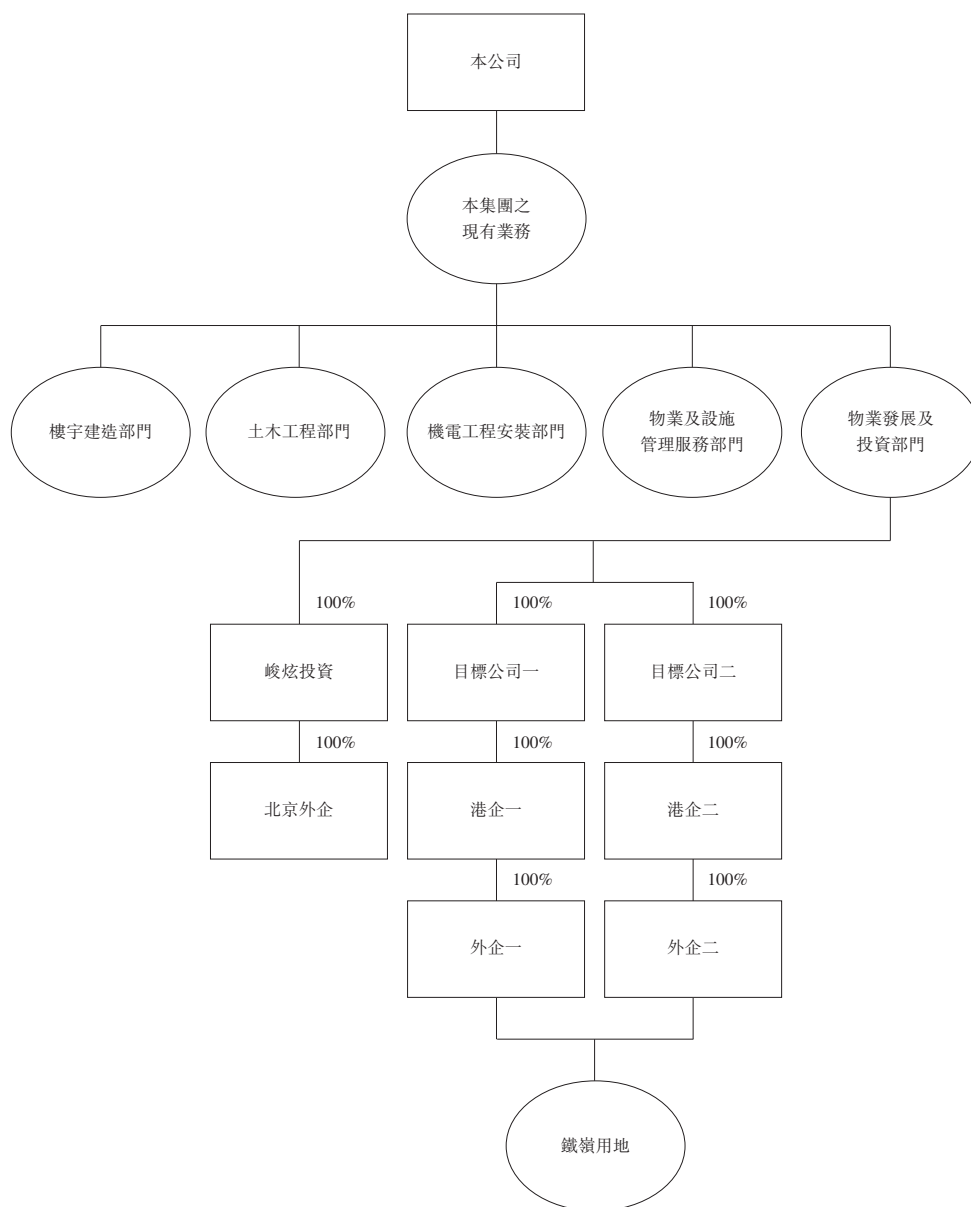 本公司
本集團之
現有業務
樓宇建造部門
土木工程部門
機電工程安裝部門
物業及設施
管理服務部門
物業發展及
投資部門
100%
100%
100%
峻炫投資
目標公司一
目標公司二
100%
100%
100%
北京外企
港企一
港企二
100%
100%
外企一
外企二
鐵嶺用地